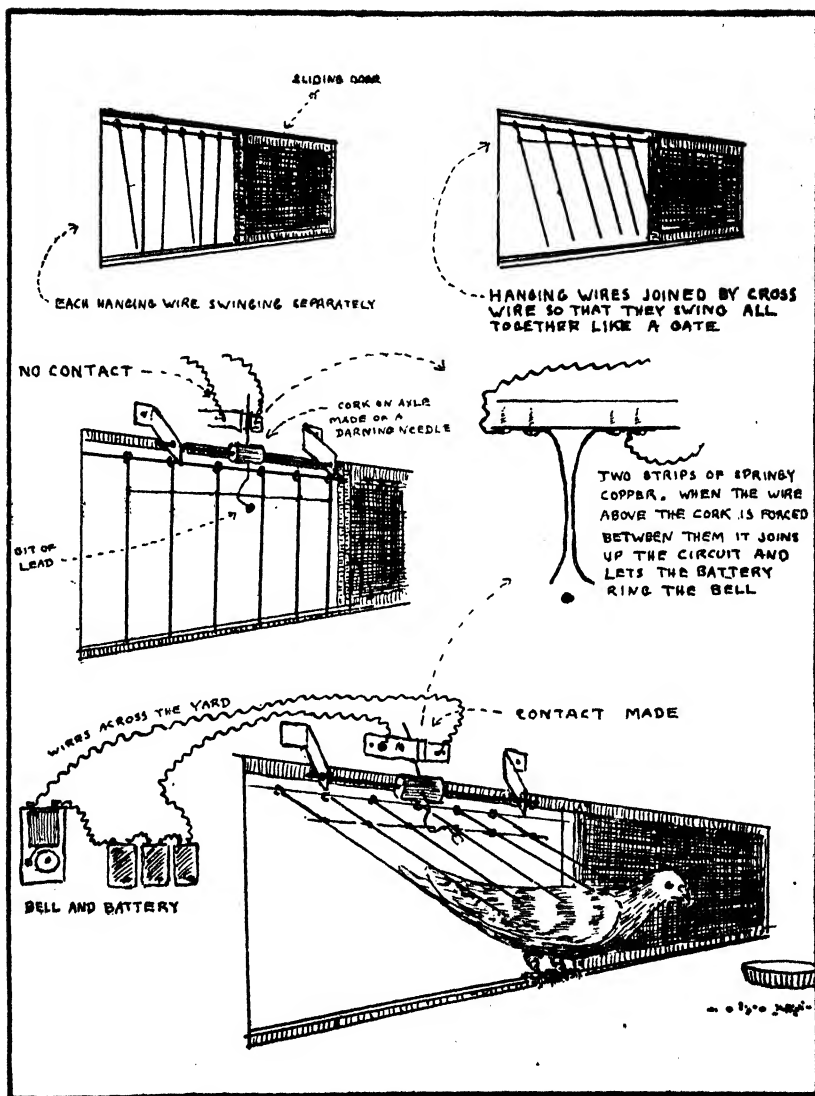 SLIDING DOOR
EACH HANGING WIRE SWINGING SEPARATELY
HANGING WIRES JOINED BY CROSS
WIRE SO THAT THEY SWING ALL
TOGETHER LIKE A GATE
NO CONTACT
CORK ON AXLE
MADE OF A
DARNING NEEDLE
BIT OF
LEAD
TWO STRIPS OF SPRINGY
COPPER. WHEN THE WIRE
ABOVE THE CORK IS FORCED
BETWEEN THEM IT JOINS
UP THE CIRCUIT AND
LETS THE BATTERY
RING THE BELL
WIRES ACROSS THE YARD
CONTACT MADE
BELL AND BATTERY